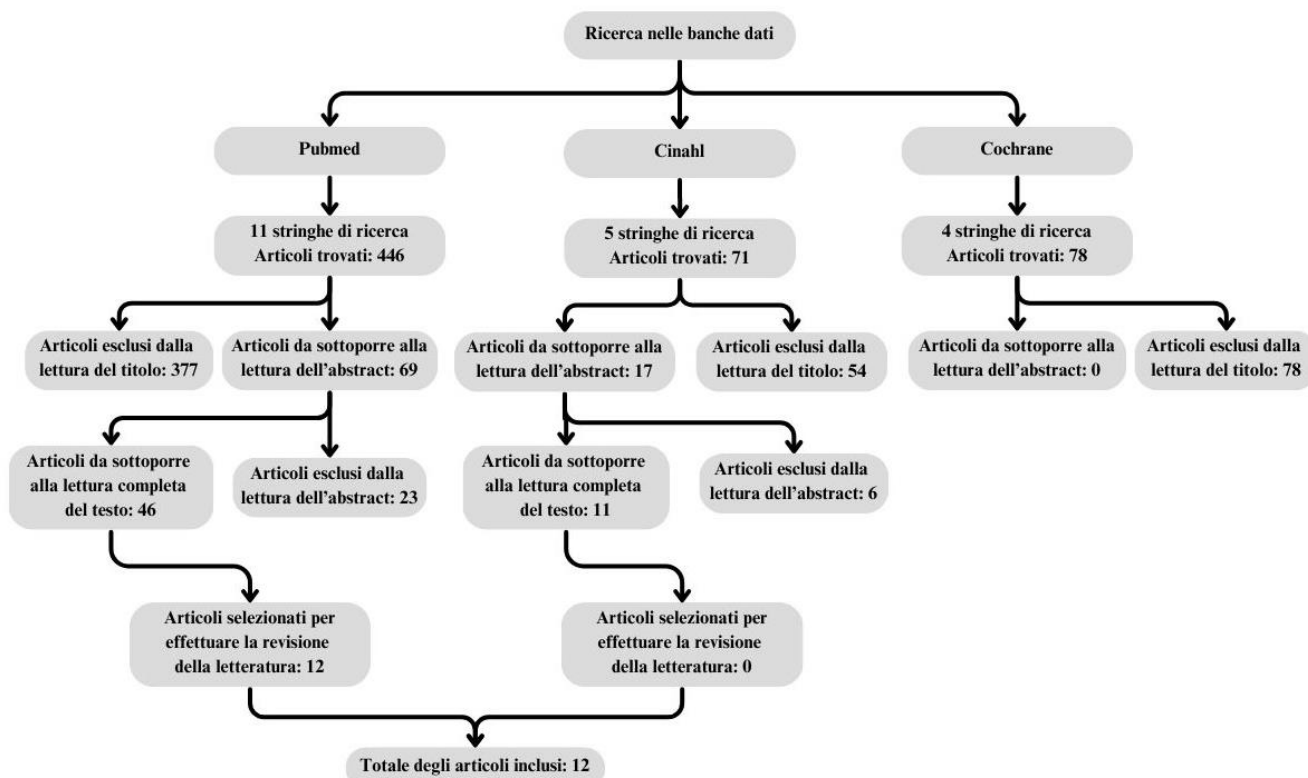 Ricerca nelle banche dati
Pubmed
Cinahl
Cochrane
11 stringhe di ricerca
Articoli trovati: 446
5 stringhe di ricerca
Articoli trovati: 71
4 stringhe di ricerca
Articoli trovati: 78
Articoli esclusi dalla
lettura del titolo: 377
Articoli da sottoporre alla
lettura dell'abstract: 69
Articoli da sottoporre alla
lettura dell'abstract: 17
Articoli esclusi dalla
lettura del titolo: 54
Articoli da sottoporre alla
lettura dell'abstract: 0
Articoli esclusi dalla
lettura del titolo: 78
Articoli da sottoporre
alla lettura completa
del testo: 46
Articoli esclusi dalla
lettura dell'abstract: 23
Articoli da sottoporre
alla lettura completa
del testo: 11
Articoli esclusi dalla
lettura dell'abstract: 6
Articoli selezionati per
effettuare la revisione
della letteratura: 12
Articoli selezionati per
effettuare la revisione
della letteratura: 0
Totale degli articoli inclusi: 12